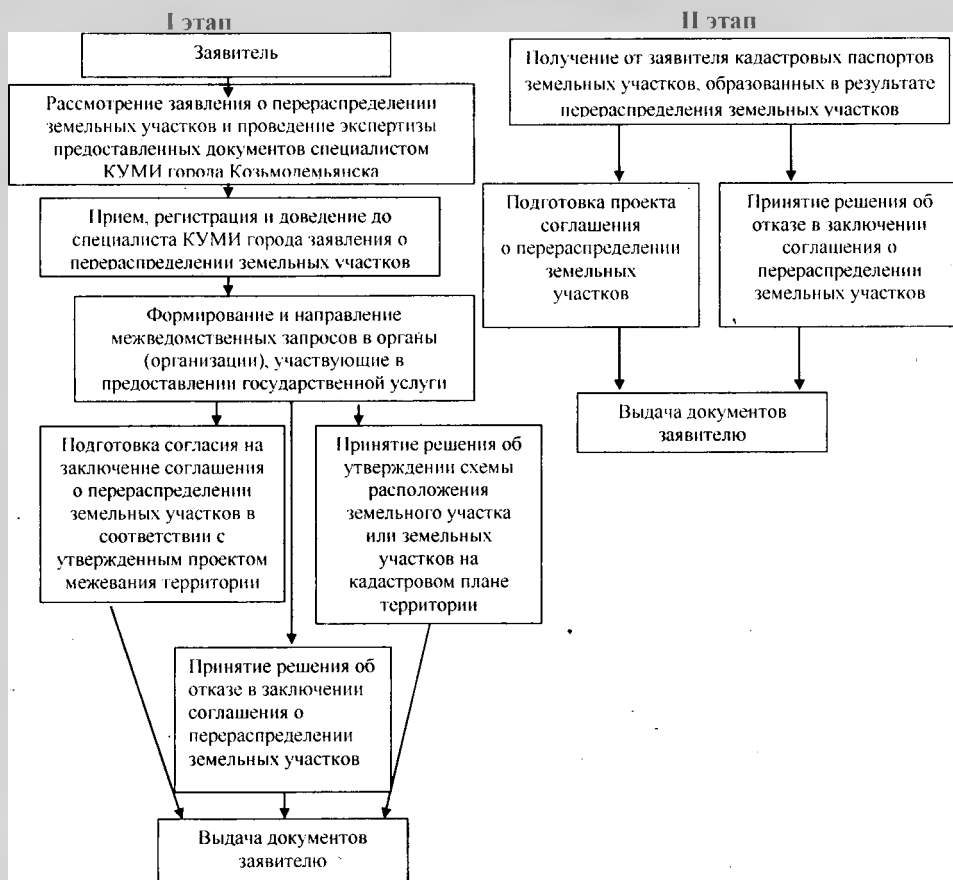 I этап
Заявитель
Рассмотрение заявления о перераспределении
земельных участков и проведение экспертизы
предоставленных документов специалистом
КУМИ города Козьмодемьянска
Прием, регистрация и доведение до
специалиста КУМИ города заявления о
перераспределении земельных участков
Формирование и направление
межведомственных запросов в органы
(организации), участвующие в
предоставлении государственной услуги
Подготовка согласия на
заключение соглашения
о перераспределении
земельных участков в
соответствии с
утвержденным проектом
межевания территории
Принятие решения об
утверждении схемы
расположения
земельного участка
или земельных
участков на
кадастровом плане
территории
Принятие решения об
отказе в заключении
соглашения о
перераспределении
земельных участков
Выдача документов
заявителю
II этап
Получение от заявителя кадастровых паспортов
земельных участков, образованных в результате
перераспределения земельных участков
Подготовка проекта
соглашения
о перераспределении
земельных
участков
Принятие решения об
отказе в заключении
соглашения о
перераспределении
земельных участков
Выдача документов
заявителю